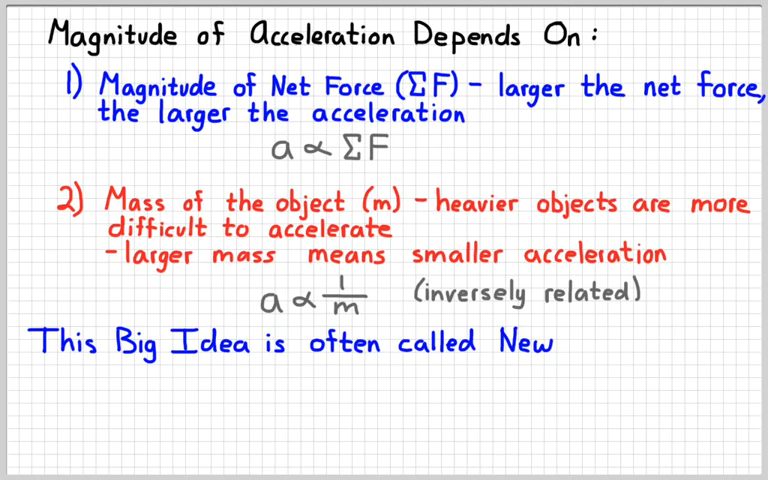 Magnitude of Acceleration Depends On:
1) Magnitude of Net Force (ΣF) - larger the net force,
the larger the acceleration
a ∝ ΣF
2) Mass of the object (m) - heavier objects are more
difficult to accelerate
- larger mass means smaller acceleration
a ∝ 1/m (inversely related)
This Big Idea is often called New